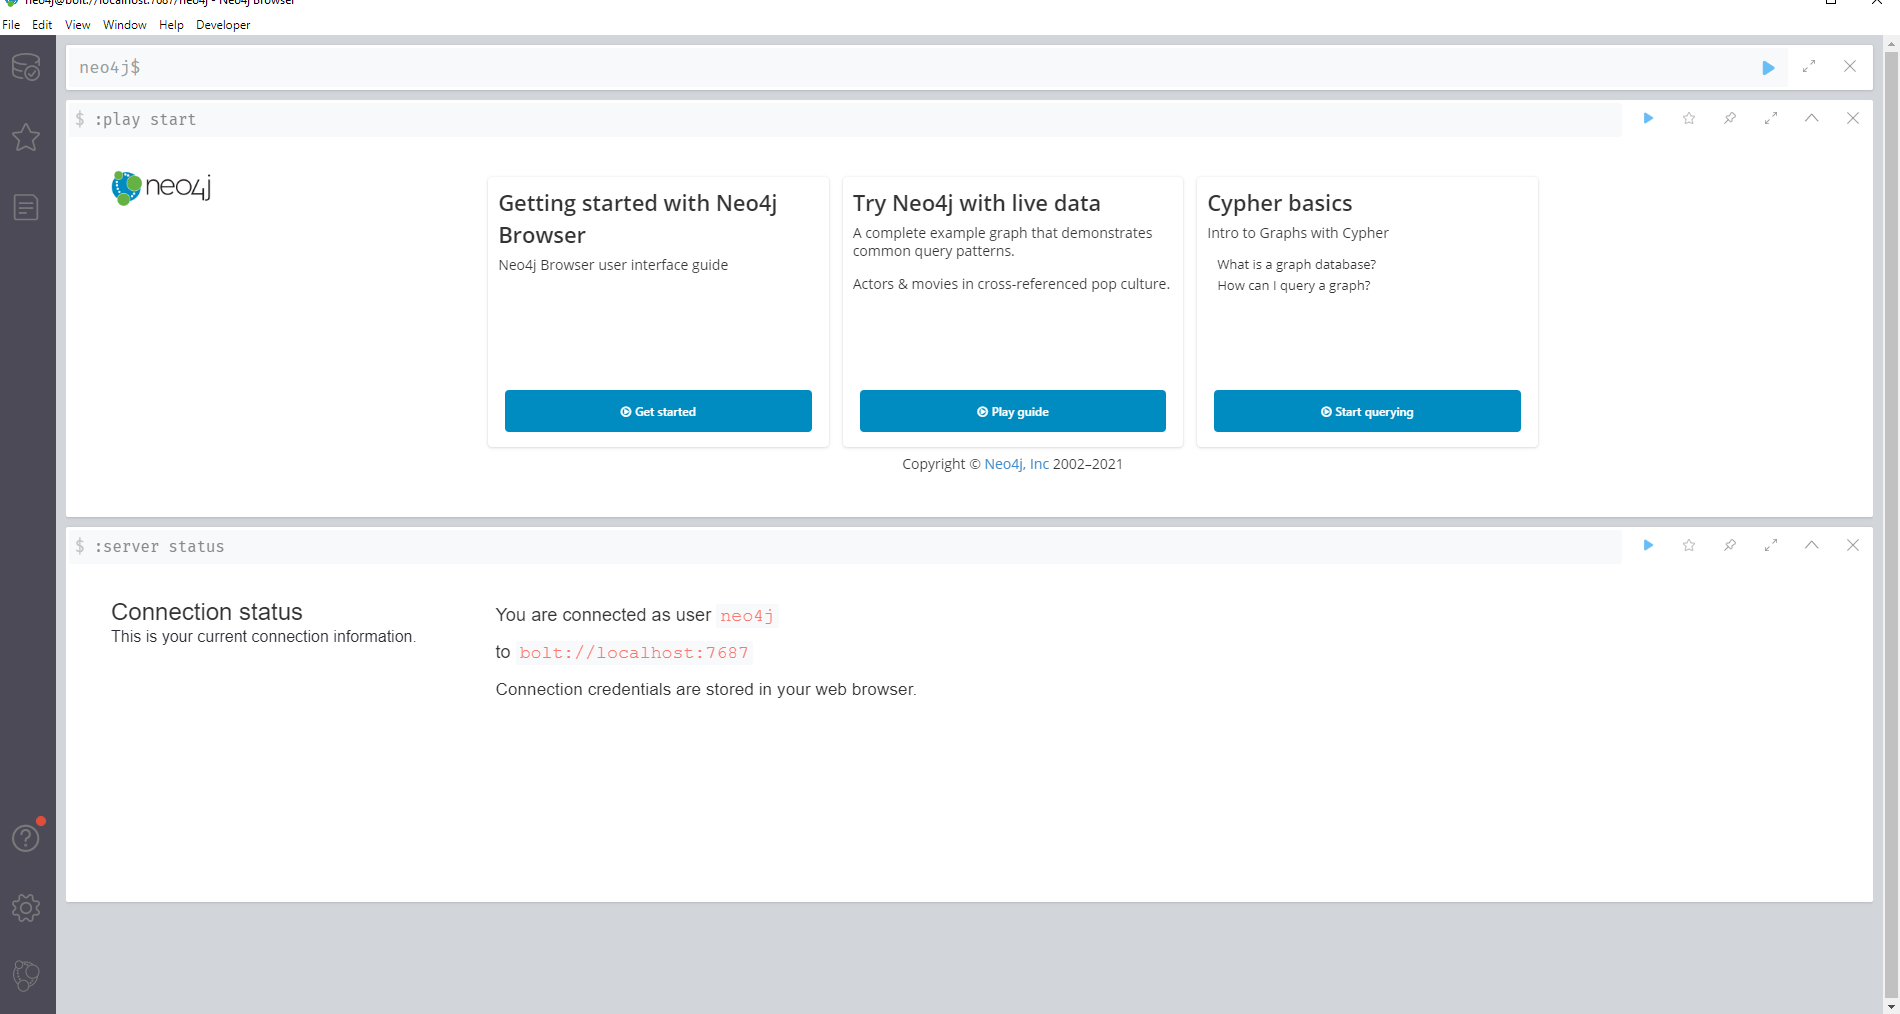 neo4j@bolt://localhost:7687/neo4j - Neo4j Browser
File Edit View Window Help Developer
neo4j$
$ :play start
neo4j
Getting started with Neo4j
Browser
Neo4j Browser user interface guide
Get started
Try Neo4j with live data
A complete example graph that demonstrates
common query patterns.
Actors & movies in cross-referenced pop culture.
Play guide
Cypher basics
Intro to Graphs with Cypher
What is a graph database?
How can I query a graph?
Start querying
Copyright © Neo4j, Inc 2002–2021
$ :server status
Connection status
This is your current connection information.
You are connected as user neo4j
to bolt://localhost:7687
Connection credentials are stored in your web browser.